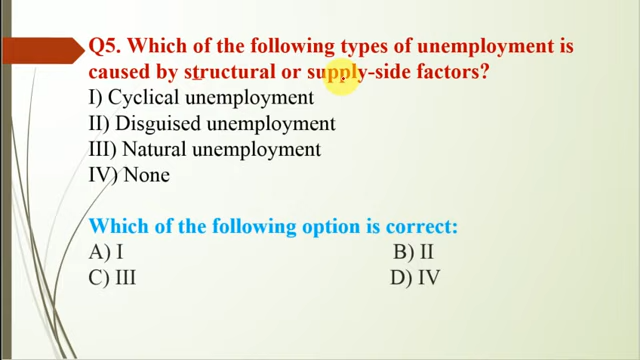 Q5. Which of the following types of unemployment is
caused by structural or supply-side factors?
I) Cyclical unemployment
II) Disguised unemployment
III) Natural unemployment
IV) None
Which of the following option is correct:
A) I B) II
C) III D) IV